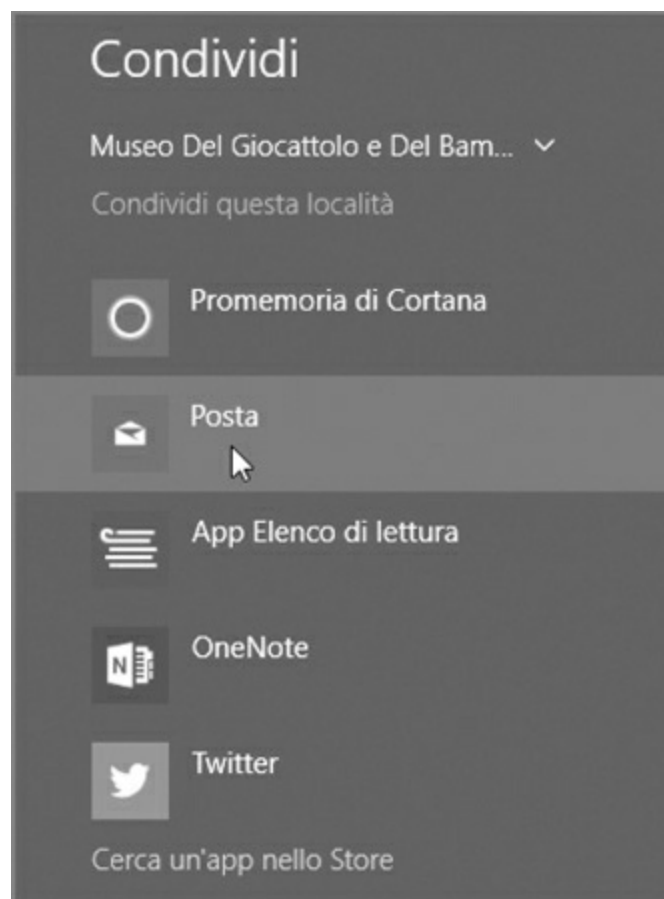 Condividi
Museo Del Giocattolo e Del Bam...
Condividi questa località
Promemoria di Cortana
Posta
App Elenco di lettura
N
OneNote
Twitter
Cerca un'app nello Store